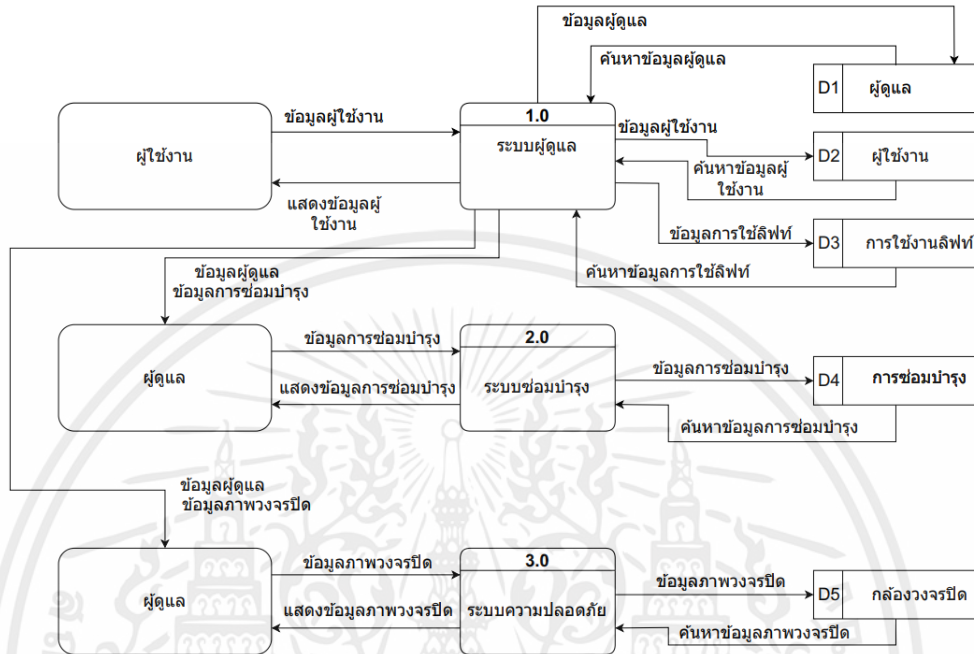 ข้อมูลผู้ดูแล
ค้นหาข้อมูลผู้ดูแล
D1
ผู้ดูแล
1.0
ระบบผู้ดูแล
ผู้ใช้งาน
ข้อมูลผู้ใช้งาน
แสดงข้อมูลผู้
ใช้งาน
ข้อมูลผู้ใช้งาน
D2
ผู้ใช้งาน
ค้นหาข้อมูลผู้
ใช้งาน
ข้อมูลการใช้ลิฟท์
D3
การใช้งานลิฟท์
ค้นหาข้อมูลการใช้ลิฟท์
ข้อมูลผู้ดูแล
ข้อมูลการซ่อมบำรุง
ผู้ดูแล
ข้อมูลการซ่อมบำรุง
แสดงข้อมูลการซ่อมบำรุง
2.0
ระบบซ่อมบำรุง
ข้อมูลการซ่อมบำรุง
D4
การซ่อมบำรุง
ค้นหาข้อมูลการซ่อมบำรุง
ข้อมูลผู้ดูแล
ข้อมูลภาพวงจรปิด
ผู้ดูแล
ข้อมูลภาพวงจรปิด
แสดงข้อมูลภาพวงจรปิด
3.0
ระบบความปลอดภัย
ข้อมูลภาพวงจรปิด
D5
กล้องวงจรปิด
ค้นหาข้อมูลภาพวงจรปิด